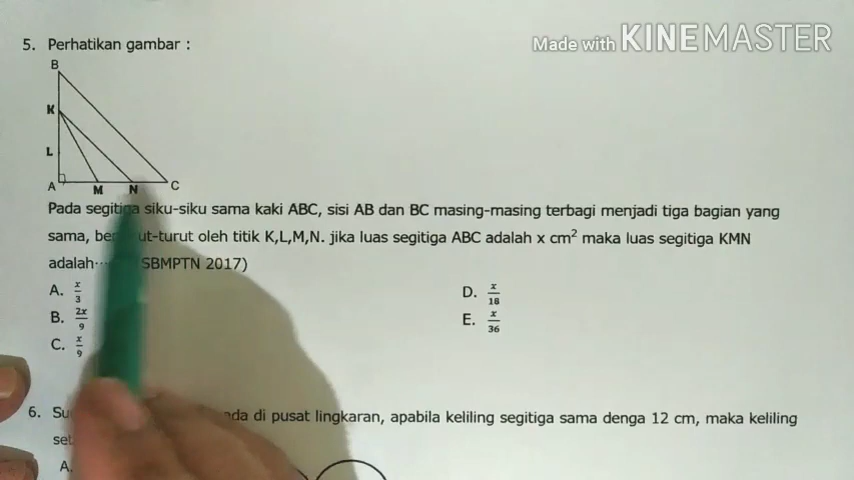 Made with KINEMASTER
5. Perhatikan gambar :
B
K
L
A M N C
Pada segitiga siku-siku sama kaki ABC, sisi AB dan BC masing-masing terbagi menjadi tiga bagian yang
sama, ut-turut oleh titik K,L,M,N. jika luas segitiga ABC adalah x cm² maka luas segitiga KMN
adalah... SBMPTN 2017)
A. x/3
B. 2x/9
C. x/9
D. x/18
E. x/36
6. Su da di pusat lingkaran, apabila keliling segitiga sama denga 12 cm, maka keliling
set
A.